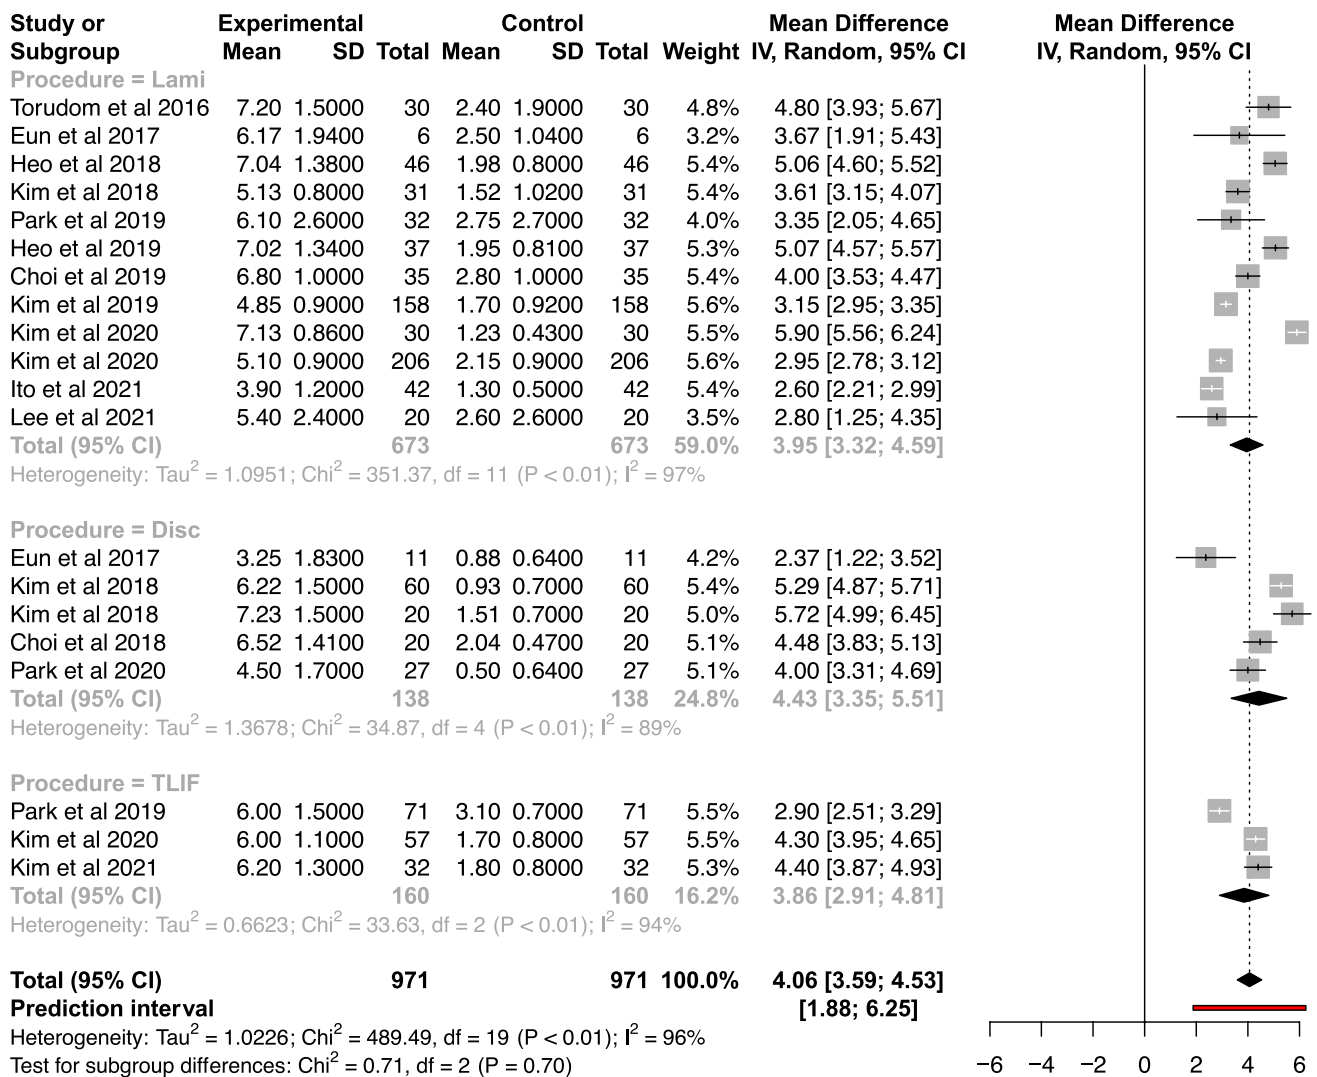 Study or Experimental Control Mean Difference Mean Difference
Subgroup Mean SD Total Mean SD Total Weight IV, Random, 95% CI IV, Random, 95% CI
Procedure = Lami
Torudom et al 2016 7.20 1.5000 30 2.40 1.9000 30 4.8% 4.80 [3.93; 5.67]
Eun et al 2017 6.17 1.9400 6 2.50 1.0400 6 3.2% 3.67 [1.91; 5.43]
Heo et al 2018 7.04 1.3800 46 1.98 0.8000 46 5.4% 5.06 [4.60; 5.52]
Kim et al 2018 5.13 0.8000 31 1.52 1.0200 31 5.4% 3.61 [3.15; 4.07]
Park et al 2019 6.10 2.6000 32 2.75 2.7000 32 4.0% 3.35 [2.05; 4.65]
Heo et al 2019 7.02 1.3400 37 1.95 0.8100 37 5.3% 5.07 [4.57; 5.57]
Choi et al 2019 6.80 1.0000 35 2.80 1.0000 35 5.4% 4.00 [3.53; 4.47]
Kim et al 2019 4.85 0.9000 158 1.70 0.9200 158 5.6% 3.15 [2.95; 3.35]
Kim et al 2020 7.13 0.8600 30 1.23 0.4300 30 5.5% 5.90 [5.56; 6.24]
Kim et al 2020 5.10 0.9000 206 2.15 0.9000 206 5.6% 2.95 [2.78; 3.12]
Ito et al 2021 3.90 1.2000 42 1.30 0.5000 42 5.4% 2.60 [2.21; 2.99]
Lee et al 2021 5.40 2.4000 20 2.60 2.6000 20 3.5% 2.80 [1.25; 4.35]
Total (95% CI) 673 673 59.0% 3.95 [3.32; 4.59]
Heterogeneity: Tau² = 1.0951; Chi² = 351.37, df = 11 (P < 0.01); I² = 97%
Procedure = Disc
Eun et al 2017 3.25 1.8300 11 0.88 0.6400 11 4.2% 2.37 [1.22; 3.52]
Kim et al 2018 6.22 1.5000 60 0.93 0.7000 60 5.4% 5.29 [4.87; 5.71]
Kim et al 2018 7.23 1.5000 20 1.51 0.7000 20 5.0% 5.72 [4.99; 6.45]
Choi et al 2018 6.52 1.4100 20 2.04 0.4700 20 5.1% 4.48 [3.83; 5.13]
Park et al 2020 4.50 1.7000 27 0.50 0.6400 27 5.1% 4.00 [3.31; 4.69]
Total (95% CI) 138 138 24.8% 4.43 [3.35; 5.51]
Heterogeneity: Tau² = 1.3678; Chi² = 34.87, df = 4 (P < 0.01); I² = 89%
Procedure = TLIF
Park et al 2019 6.00 1.5000 71 3.10 0.7000 71 5.5% 2.90 [2.51; 3.29]
Kim et al 2020 6.00 1.1000 57 1.70 0.8000 57 5.5% 4.30 [3.95; 4.65]
Kim et al 2021 6.20 1.3000 32 1.80 0.8000 32 5.3% 4.40 [3.87; 4.93]
Total (95% CI) 160 160 16.2% 3.86 [2.91; 4.81]
Heterogeneity: Tau² = 0.6623; Chi² = 33.63, df = 2 (P < 0.01); I² = 94%
Total (95% CI) 971 971 100.0% 4.06 [3.59; 4.53]
Prediction interval [1.88; 6.25]
Heterogeneity: Tau² = 1.0226; Chi² = 489.49, df = 19 (P < 0.01); I² = 96%
Test for subgroup differences: Chi² = 0.71, df = 2 (P = 0.70) −6 −4 −2 0 2 4 6